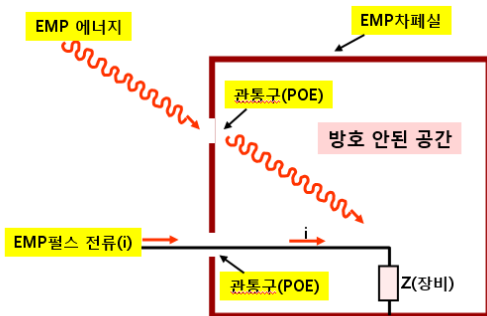 EMP 에너지
EMP차폐실
관통구(POE)
방호 안된 공간
EMP펄스 전류(i)
i
관통구(POE)
Z(장비)